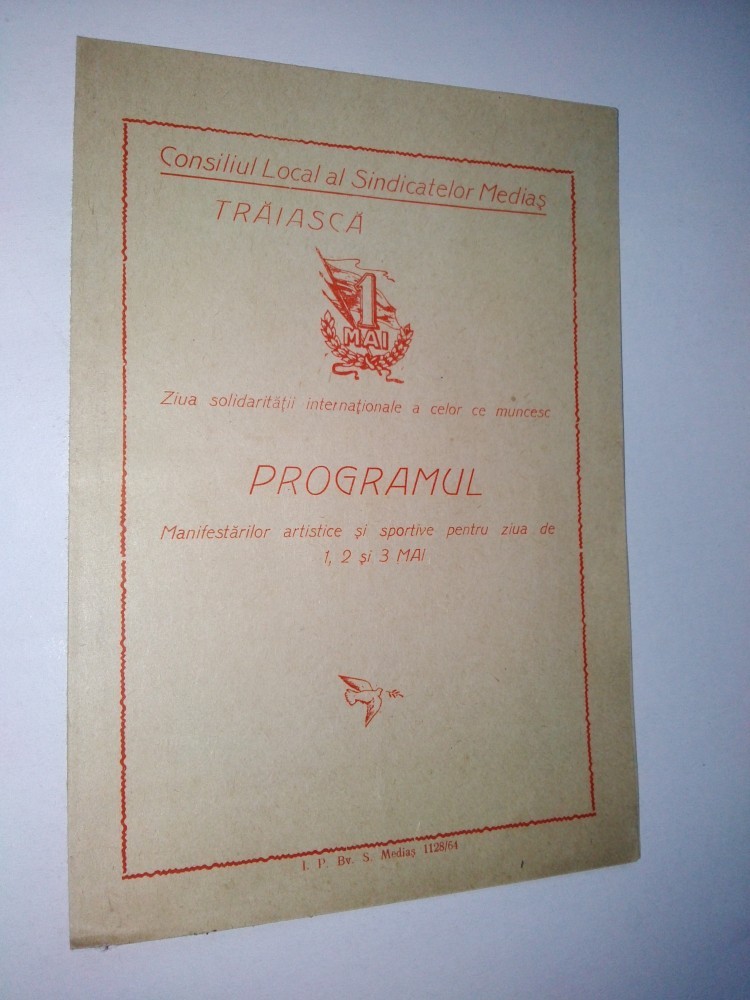 Consiliul Local al Sindicatelor Mediaș
TRĂIASCĂ
1
MAI
Ziua solidarității internaționale a celor ce muncesc
PROGRAMUL
Manifestărilor artistice și sportive pentru ziua de
1, 2 și 3 MAI
I. P. Bv. S. Mediaș 1128/64